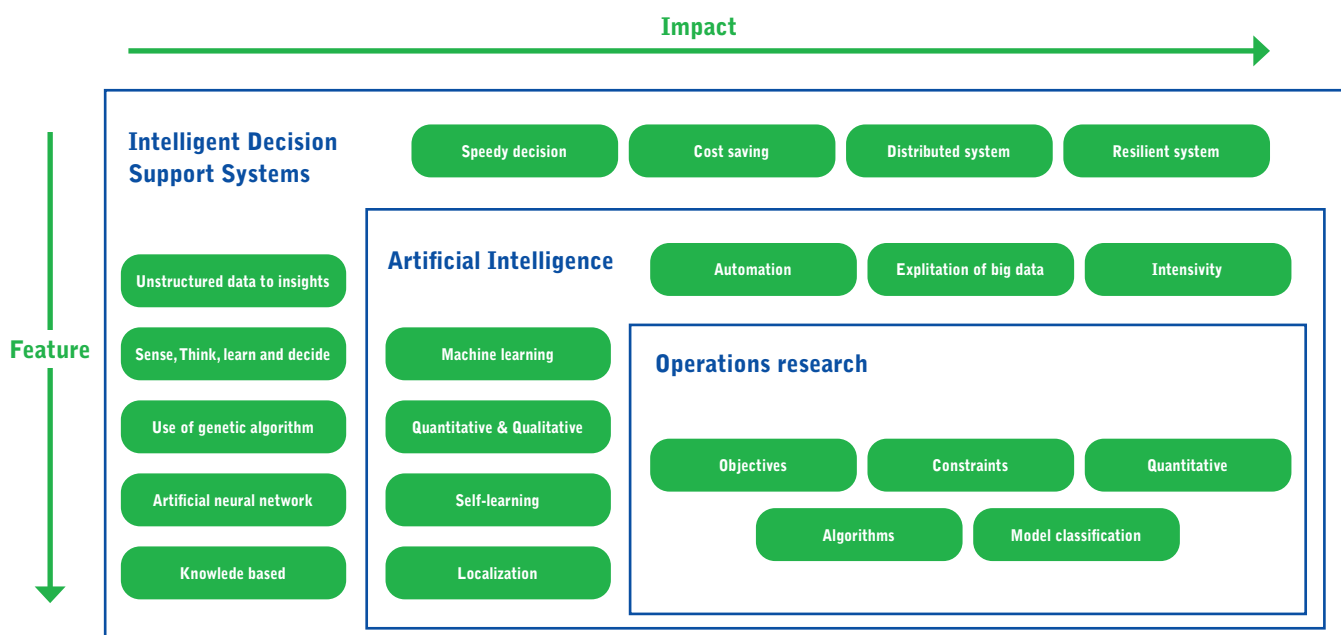 Impact
Intelligent Decision
Support Systems
Speedy decision
Cost saving
Distributed system
Resilient system
Artificial Intelligence
Automation
Explitation of big data
Intensivity
Unstructured data to insights
Feature
Sense, Think, learn and decide
Machine learning
Operations research
Use of genetic algorithm
Quantitative & Qualitative
Objectives
Constraints
Quantitative
Artificial neural network
Self-learning
Algorithms
Model classification
Knowlede based
Localization